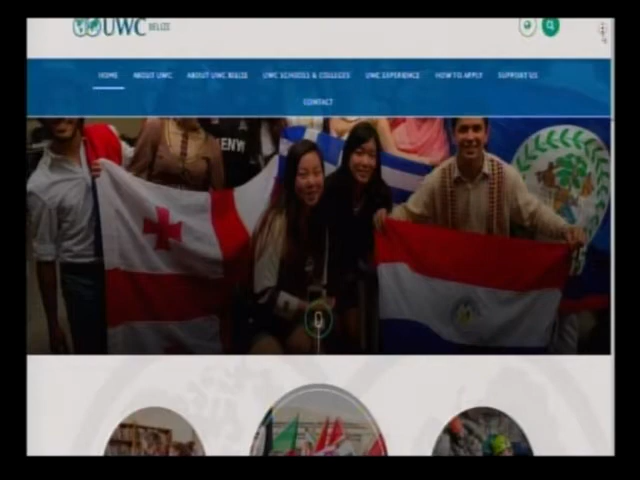 UWC BELIZE
HOME ABOUT UWC ABOUT UWC BELIZE UWC SCHOOLS & COLLEGES UWC EXPERIENCE HOW TO APPLY SUPPORT US
CONTACT
ENY